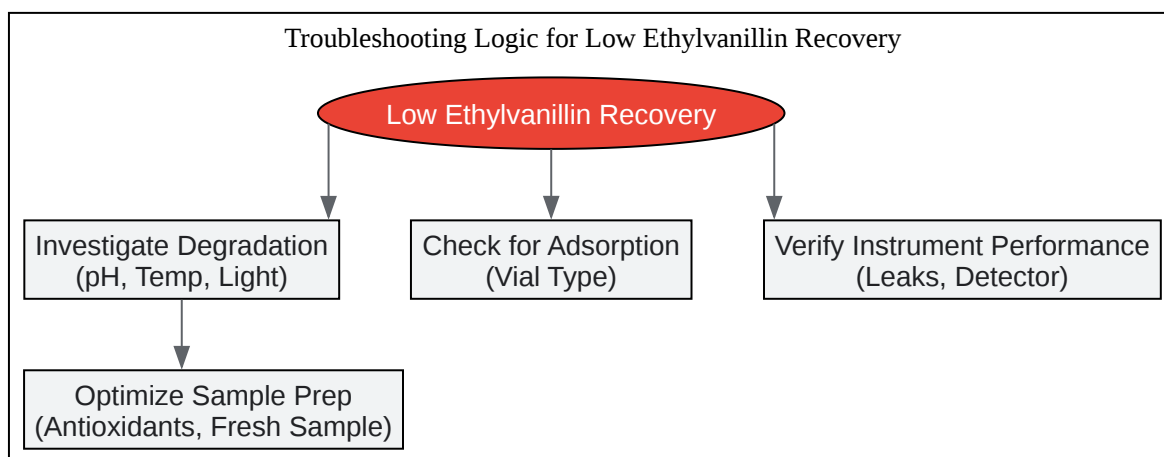 Troubleshooting Logic for Low Ethylvanillin Recovery
Low Ethylvanillin Recovery
Investigate Degradation
(pH, Temp, Light)
Check for Adsorption
(Vial Type)
Verify Instrument Performance
(Leaks, Detector)
Optimize Sample Prep
(Antioxidants, Fresh Sample)